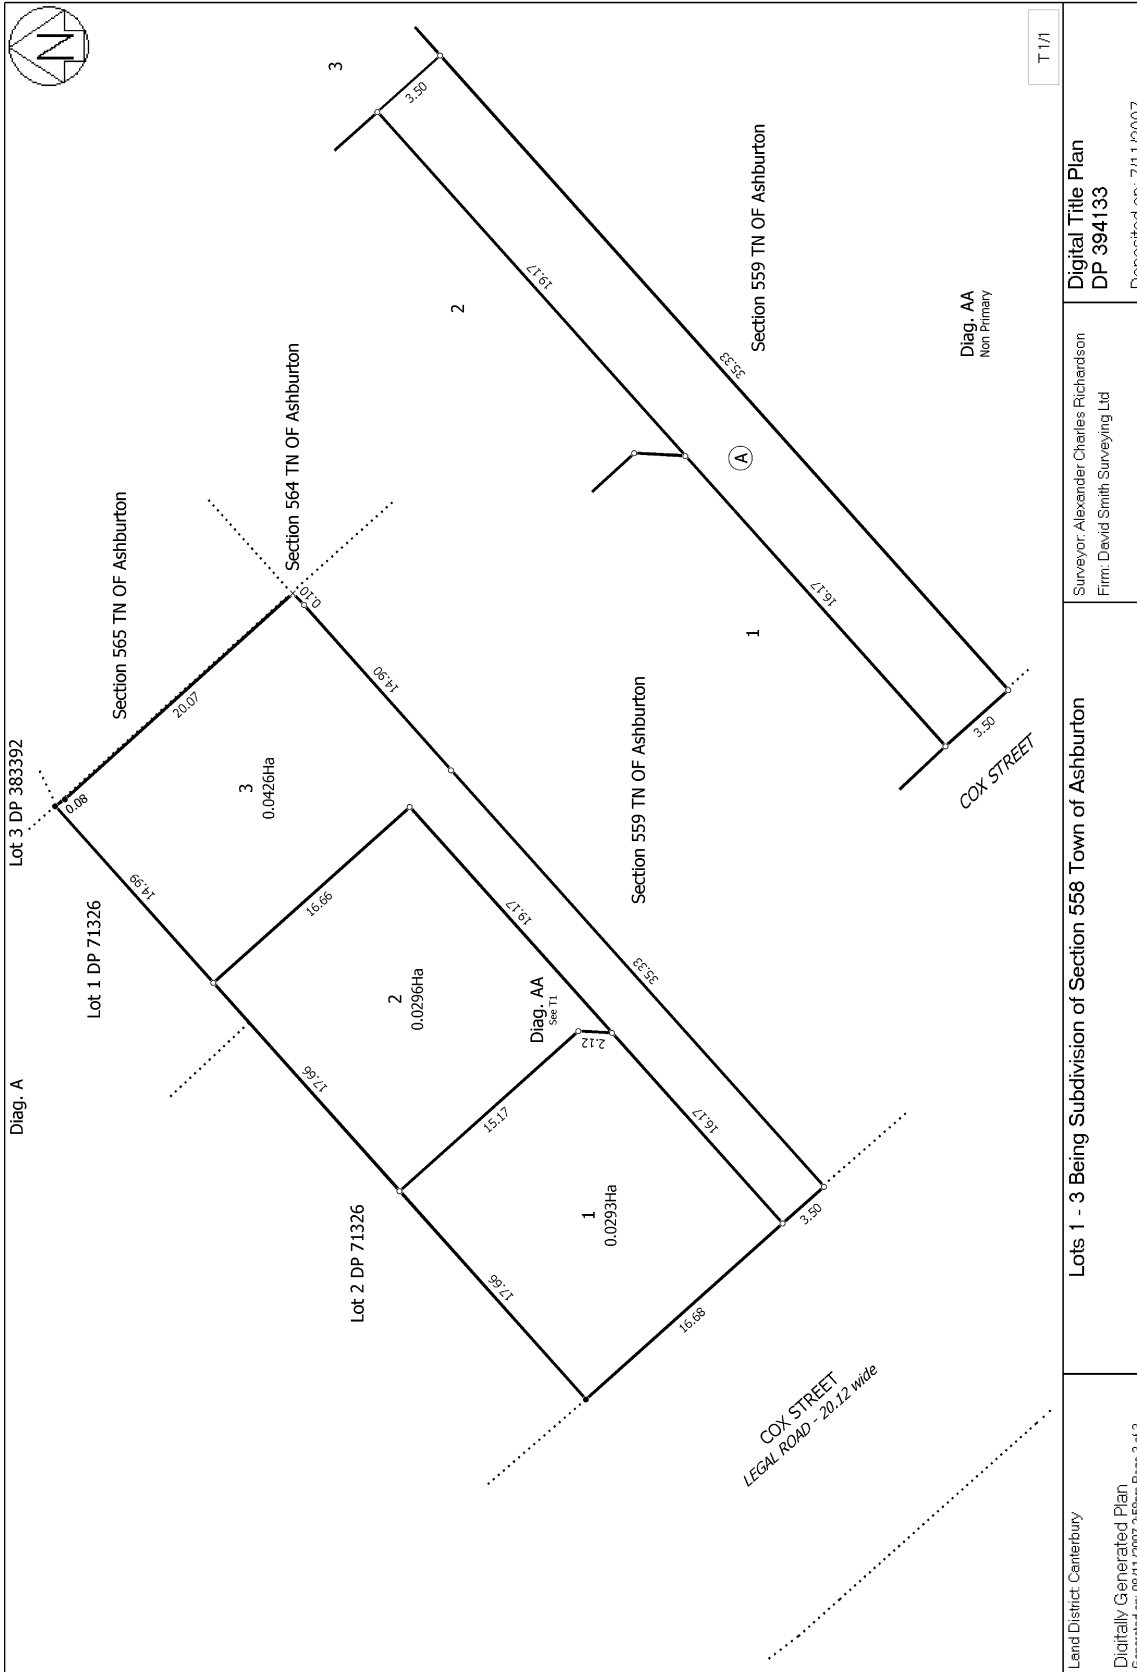 Diag. A
Lot 3 DP 383392
N
Section 565 TN OF Ashburton
Lot 1 DP 71326
0.08
20.07
14.99
3
0.0426Ha
Section 564 TN OF Ashburton
0.10
14.90
16.66
Lot 2 DP 71326
17.66
2
0.0296Ha
19.17
Diag. AA
See T1
15.17
2.12
17.66
1
0.0293Ha
16.17
35.33
Section 559 TN OF Ashburton
16.68
3.50
COX STREET
LEGAL ROAD - 20.12 wide
3
3.50
2
19.17
35.33
Section 559 TN OF Ashburton
A
1
16.17
3.50
COX STREET
Diag. AA
Non Primary
T 1/1
Land District: Canterbury
Digitally Generated Plan
Lots 1 - 3 Being Subdivision of Section 558 Town of Ashburton
Surveyor: Alexander Charles Richardson
Firm: David Smith Surveying Ltd
Digital Title Plan
DP 394133
Deposited on: 7/11/2007